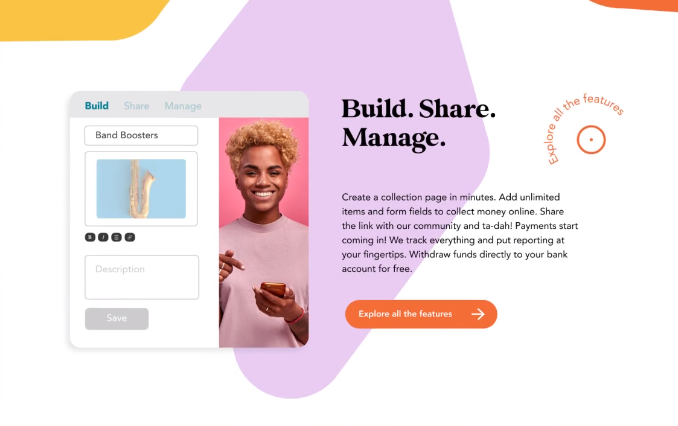 Build Share Manage
Band Boosters
B I
Description
Save
Build. Share.
Manage.
Explore all the features
Create a collection page in minutes. Add unlimited
items and form fields to collect money online. Share
the link with our community and ta-dah! Payments start
coming in! We track everything and put reporting at
your fingertips. Withdraw funds directly to your bank
account for free.
Explore all the features